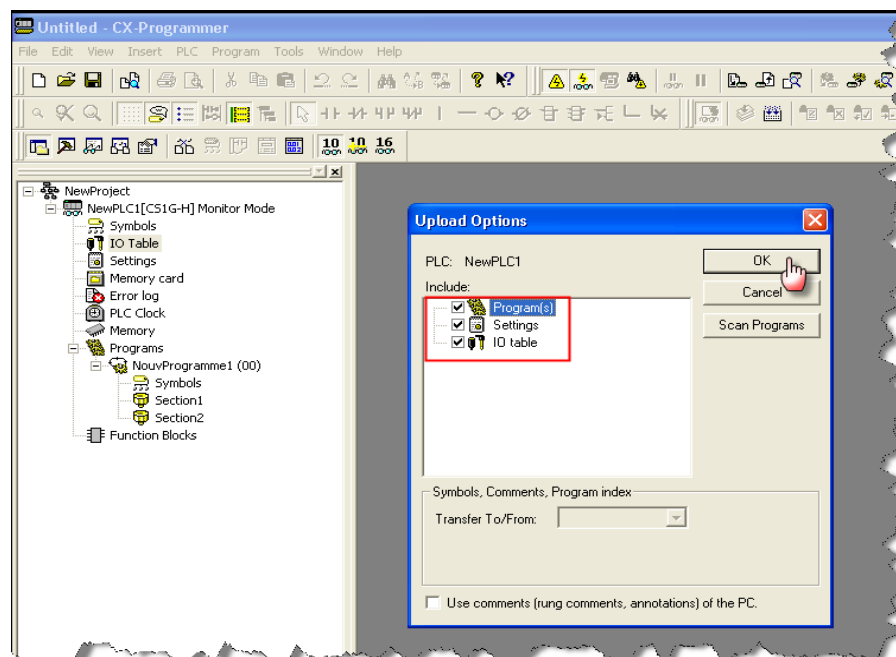 Untitled - CX-Programmer
File Edit View Insert PLC Program Tools Window Help
10 10 16
NewProject
NewPLC1[CS1G-H] Monitor Mode
Symbols
IO Table
Settings
Memory card
Error log
PLC Clock
Memory
Programs
NouvProgramme1 (00)
Symbols
Section1
Section2
Function Blocks
Upload Options
PLC: NewPLC1
OK
Include:
Cancel
Program(s)
Settings
Scan Programs
IO table
Symbols, Comments, Program index
Transfer To/From:
Use comments (rung comments, annotations) of the PC.